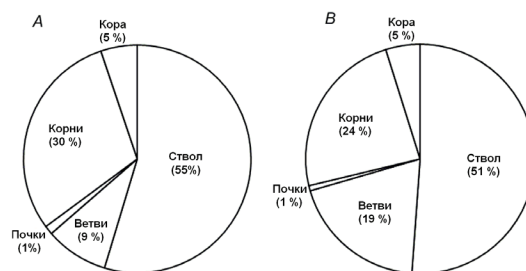 A
Кора
(5 %)
Корни
(30 %)
Ствол
(55%)
Почки
(1%)
Ветви
(9 %)
B
Кора
(5 %)
Корни
(24 %)
Ствол
(51 %)
Почки
(1 %)
Ветви
(19 %)